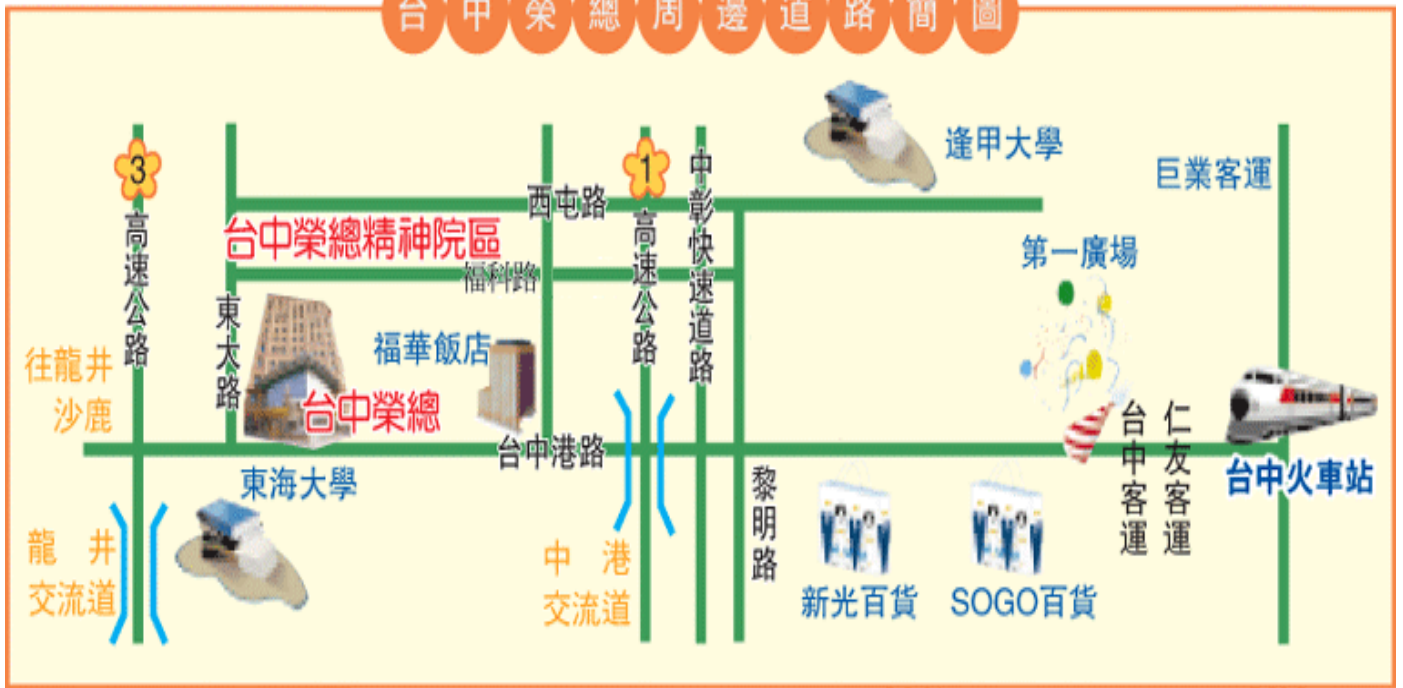 台中榮總周邊道路簡圖
逢甲大學
巨業客運
3
1
高速公路
西屯路
高速公路
中彰快速道路
台中榮總精神院區
第一廣場
福科路
東大路
福華飯店
往龍井
沙鹿
台中榮總
台中港路
台中客運
仁友客運
台中火車站
東海大學
黎明路
龍井
交流道
中港
交流道
新光百貨
SOGO百貨